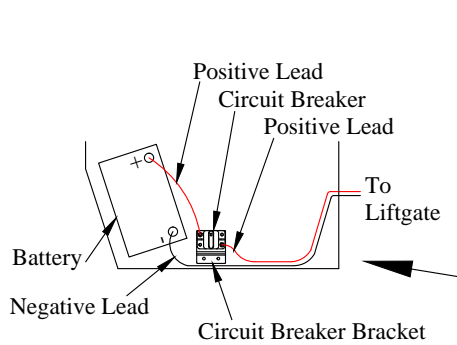 Positive Lead
Circuit Breaker
Positive Lead
+
To
Liftgate
-
Battery
Negative Lead
Circuit Breaker Bracket